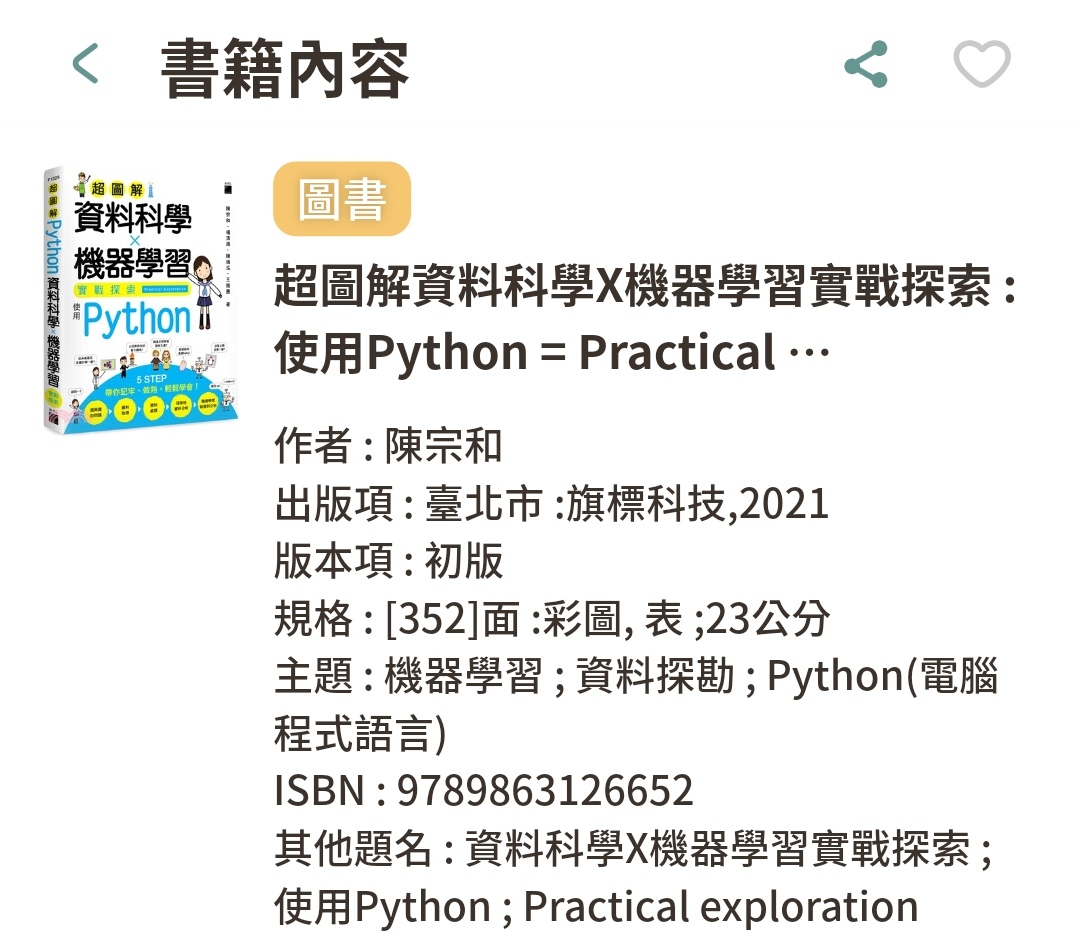 書籍內容
超圖解
資料科學
×
機器學習
實戰探索 Practical Exploration
使用
Python
5 STEP
帶你記牢、做熟、輕鬆學會!
超圖解 Python 資料科學×機器學習
圖書
超圖解資料科學X機器學習實戰探索 :
使用Python = Practical …
作者 : 陳宗和
出版項 : 臺北市 :旗標科技,2021
版本項 : 初版
規格 : [352]面 :彩圖, 表 ;23公分
主題 : 機器學習 ; 資料探勘 ; Python(電腦
程式語言)
ISBN : 9789863126652
其他題名 : 資料科學X機器學習實戰探索 ;
使用Python ; Practical exploration